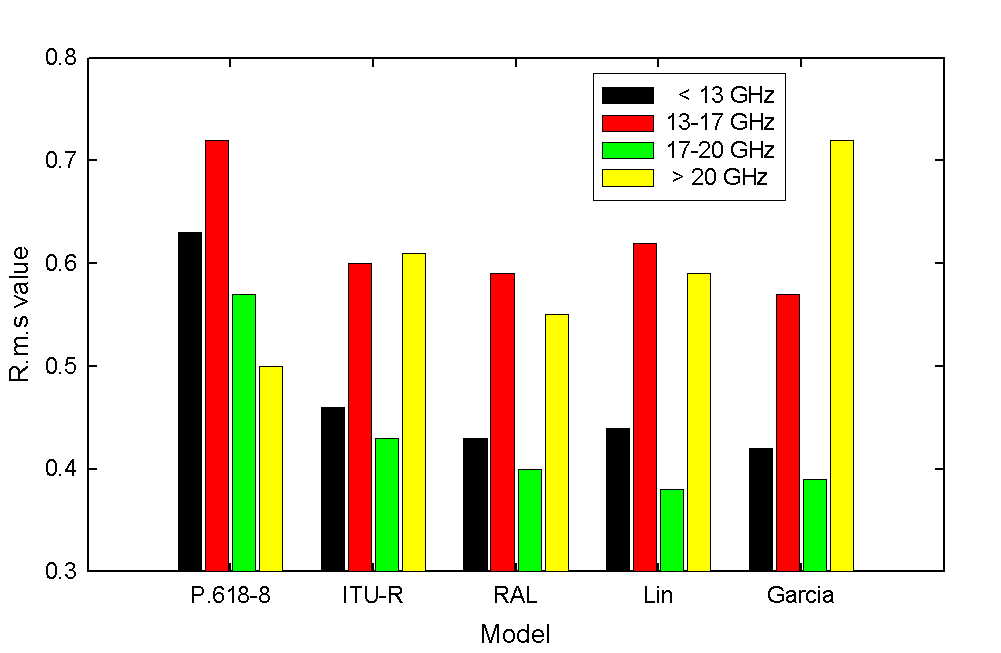 0.8
0.7
0.6
0.5
0.4
0.3
R.m.s value
< 13 GHz
13-17 GHz
17-20 GHz
> 20 GHz
P.618-8 ITU-R RAL Lin Garcia
Model